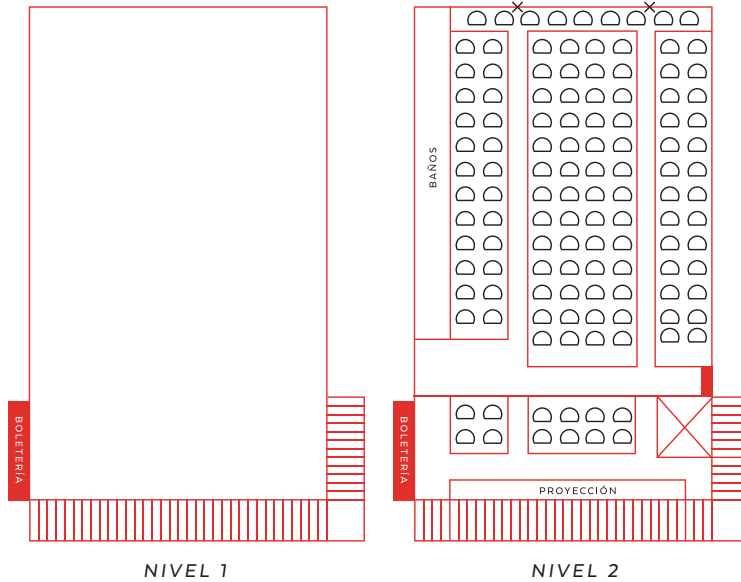 BAÑOS
BOLETERÍA
BOLETERÍA
PROYECCIÓN
NIVEL 1
NIVEL 2